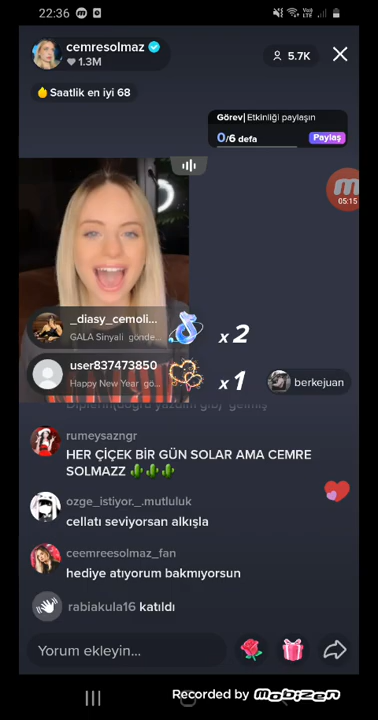 22:36
cemresolmaz
1.3M
5.7K
Saatlik en iyi 68
Görev| Etkinliği paylaşın
0/6 defa
Paylaş
05:15
_diasy_cemoli...
GALA Sinyali gönde...
x 2
user837473850
Happy New Year gö...
x 1
berkejuan
rumeysazngr
HER ÇİÇEK BİR GÜN SOLAR AMA CEMRE
SOLMAZZ
ozge_istiyor._.mutluluk
cellatı seviyorsan alkışla
ceemreesolmaz_fan
hediye atıyorum bakmıyorsun
rabiakula16 katıldı
Yorum ekleyin...
Recorded by mobizen